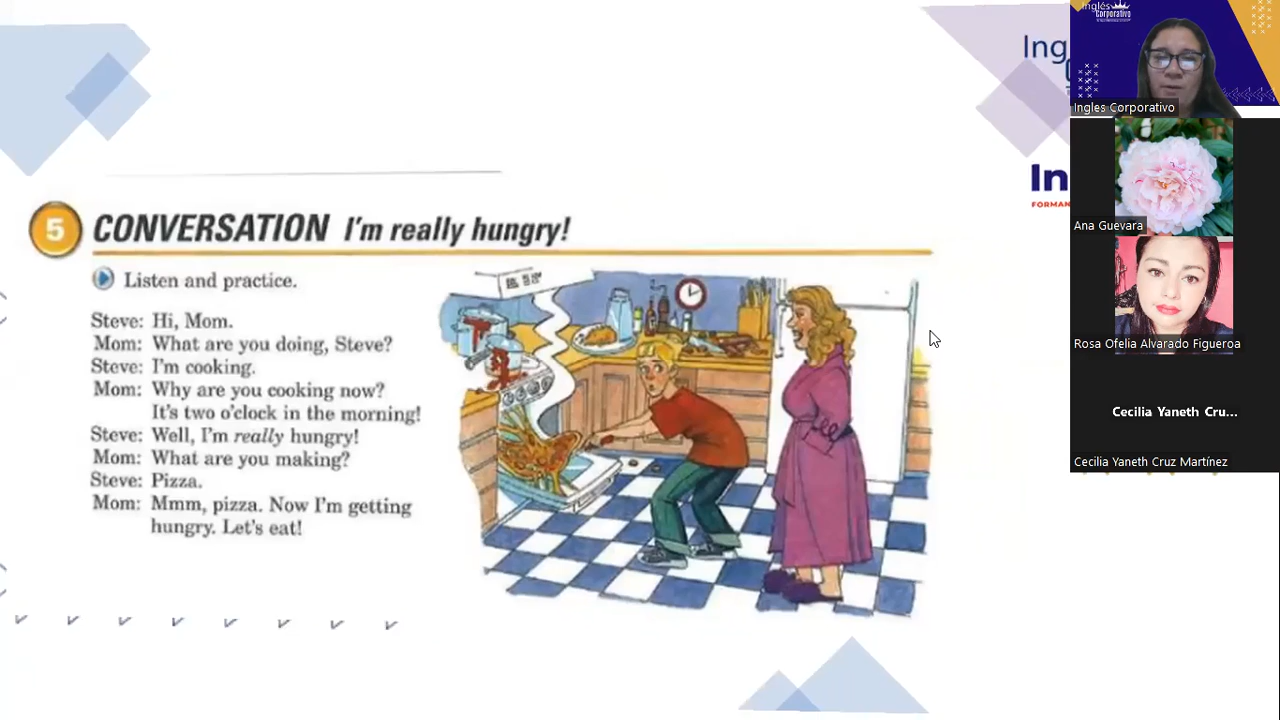 5
CONVERSATION I'm really hungry!
Listen and practice.
Steve: Hi, Mom.
Mom: What are you doing, Steve?
Steve: I'm cooking.
Mom: Why are you cooking now?
It's two o'clock in the morning!
Steve: Well, I'm really hungry!
Mom: What are you making?
Steve: Pizza.
Mom: Mmm, pizza. Now I'm getting
hungry. Let's eat!
Ing
In
FORMAN
Inglés
Corporativo
Ingles Corporativo
Ana Guevara
Rosa Ofelia Alvarado Figueroa
Cecilia Yaneth Cru...
Cecilia Yaneth Cruz Martínez